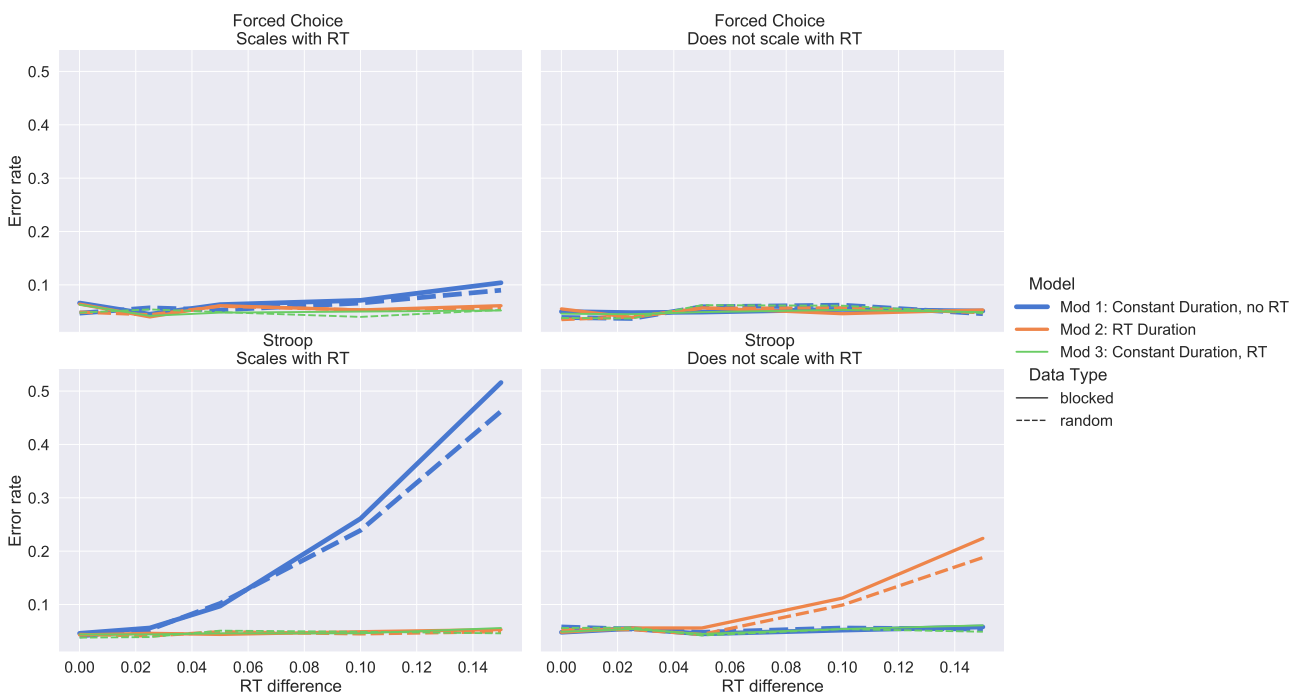 Forced Choice
Scales with RT
Forced Choice
Does not scale with RT
0.5
0.4
0.3
0.2
0.1
Error rate
Stroop
Scales with RT
Stroop
Does not scale with RT
0.5
0.4
0.3
0.2
0.1
Error rate
0.00 0.02 0.04 0.06 0.08 0.10 0.12 0.14
RT difference
0.00 0.02 0.04 0.06 0.08 0.10 0.12 0.14
RT difference
Model
Mod 1: Constant Duration, no RT
Mod 2: RT Duration
Mod 3: Constant Duration, RT
Data Type
blocked
random